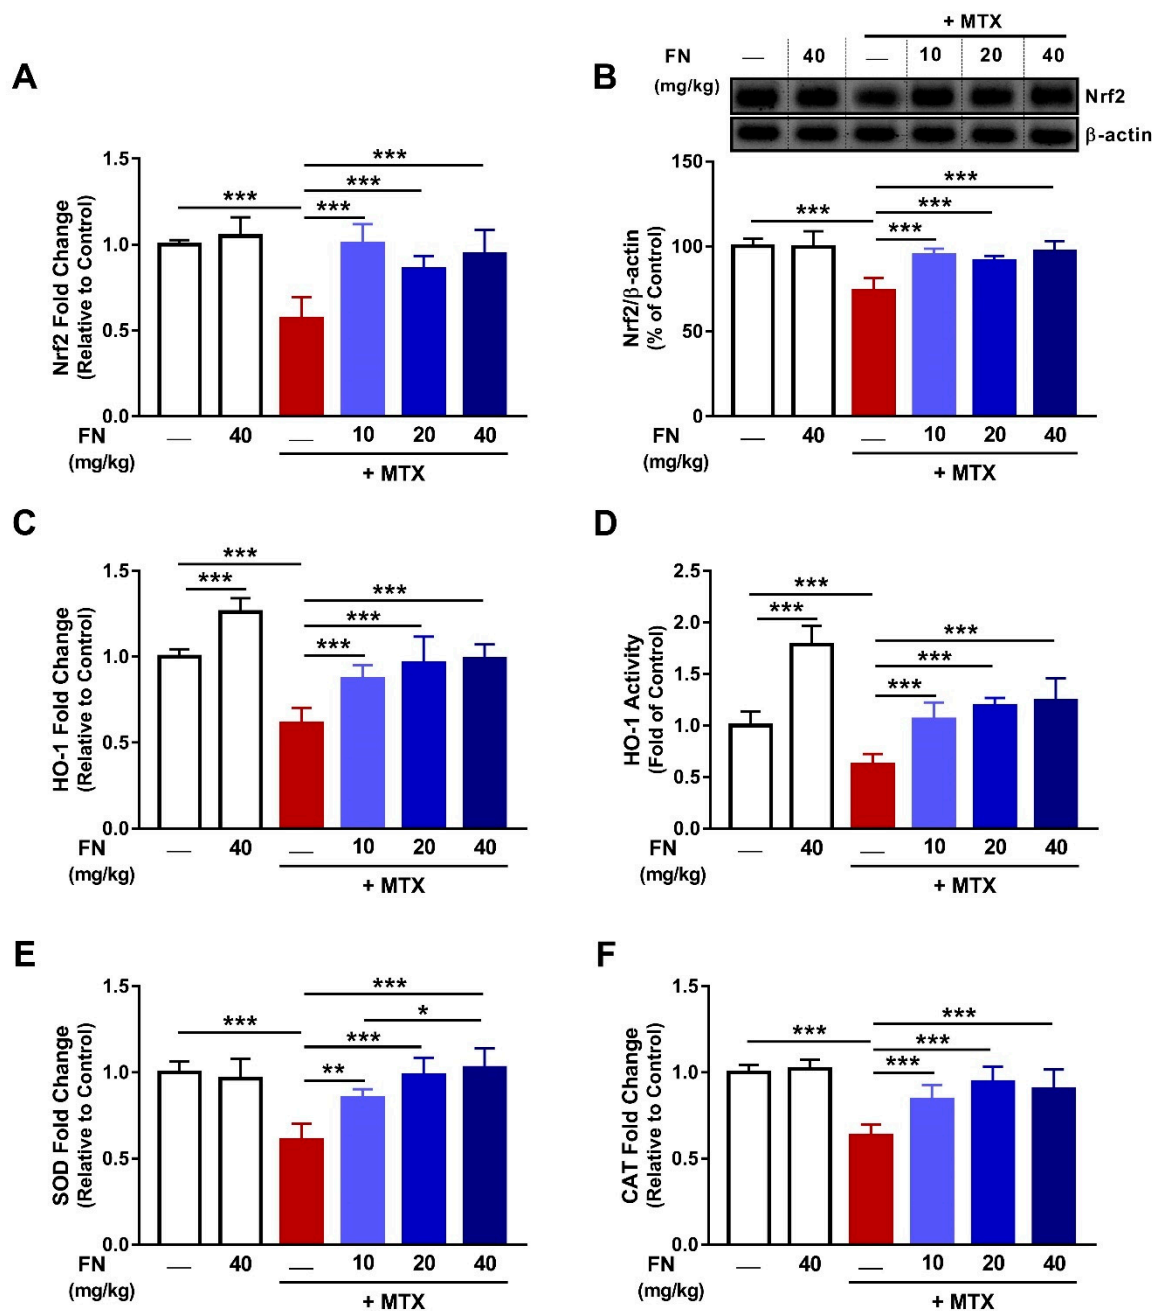 A
1.5
1.0
0.5
0.0
Nrf2 Fold Change
(Relative to Control)
***
***
***
***
FN — 40 — 10 20 40
(mg/kg)
+ MTX
B
+ MTX
FN — 40 — 10 20 40
(mg/kg)
Nrf2
β-actin
150
100
50
0
Nrf2/β-actin
(% of Control)
***
***
***
***
FN — 40 — 10 20 40
(mg/kg)
+ MTX
C
1.5
1.0
0.5
0.0
HO-1 Fold Change
(Relative to Control)
***
***
***
***
***
FN — 40 — 10 20 40
(mg/kg)
+ MTX
D
2.5
2.0
1.5
1.0
0.5
0.0
HO-1 Activity
(Fold of Control)
***
***
***
***
***
FN — 40 — 10 20 40
(mg/kg)
+ MTX
E
1.5
1.0
0.5
0.0
SOD Fold Change
(Relative to Control)
***
*
***
***
**
FN — 40 — 10 20 40
(mg/kg)
+ MTX
F
1.5
1.0
0.5
0.0
CAT Fold Change
(Relative to Control)
***
***
***
***
FN — 40 — 10 20 40
(mg/kg)
+ MTX